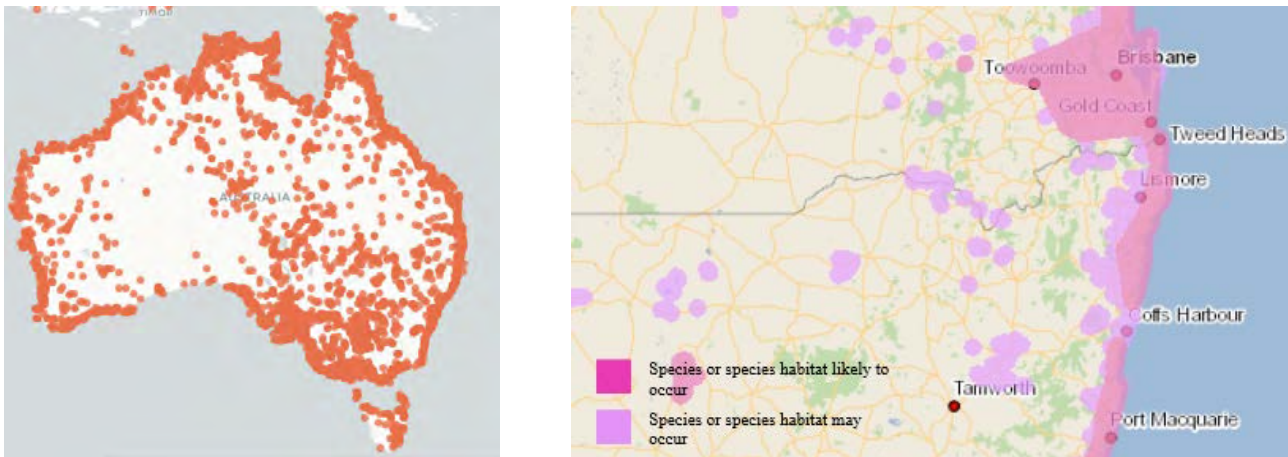 TIMOR
AUSTRALIA
Brisbane
Toowoomba
Gold Coast
Tweed Heads
Lismore
Coffs Harbour
Species or species habitat likely to
occur
Tamworth
Species or species habitat may
occur
Port Macquarie